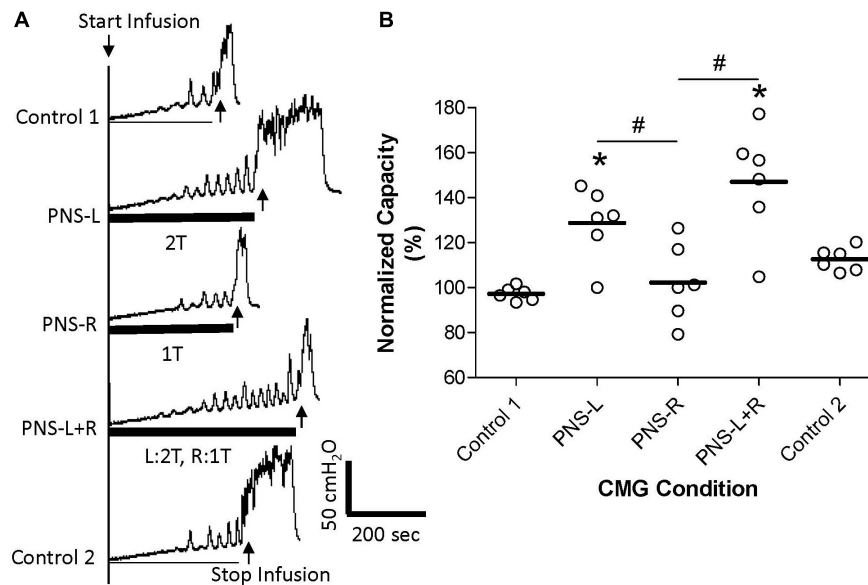 A
Start Infusion
Control 1
PNS-L
2T
PNS-R
1T
PNS-L+R
L:2T, R:1T
Control 2
Stop Infusion
50 cmH₂O
200 sec
B
Normalized Capacity
(%)
180
160
140
120
100
80
60
*
#
#
*
Control 1
PNS-L
PNS-R
PNS-L+R
Control 2
CMG Condition